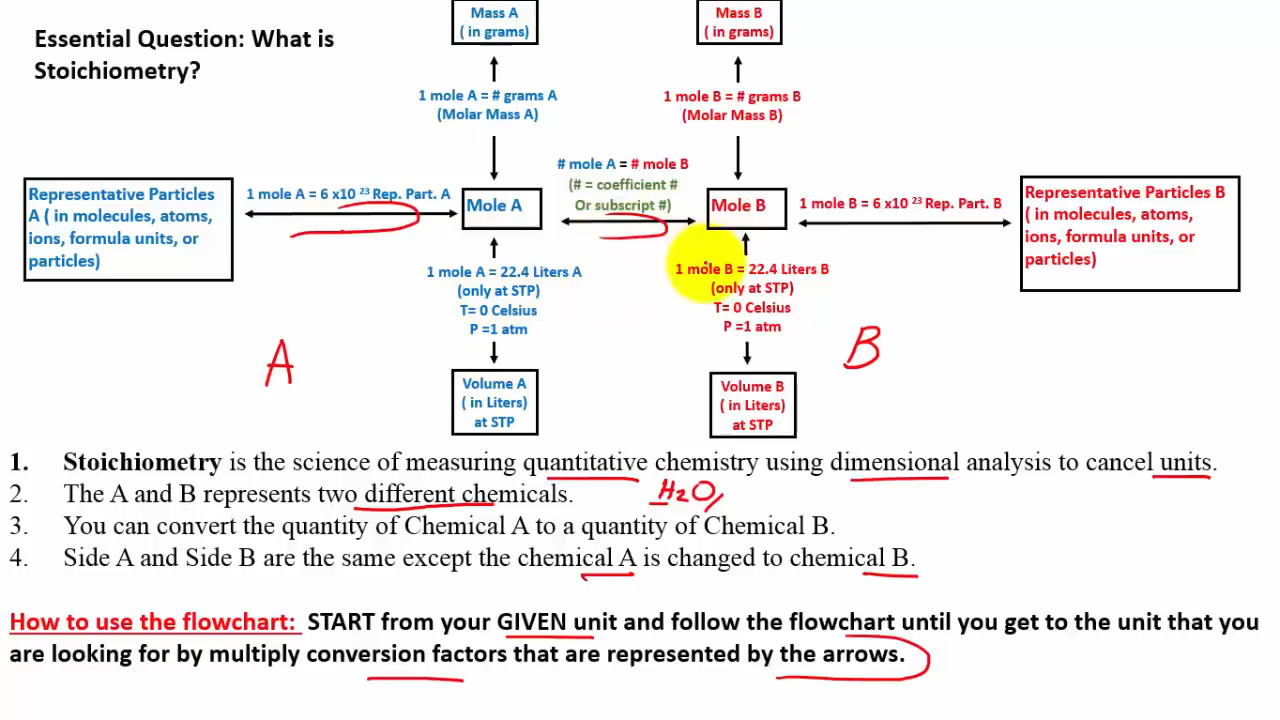 Essential Question: What is
Stoichiometry?
Mass A
( in grams)
Mass B
( in grams)
1 mole A = # grams A
(Molar Mass A)
1 mole B = # grams B
(Molar Mass B)
# mole A = # mole B
(# = coefficient #
Or subscript #)
Representative Particles
A ( in molecules, atoms,
ions, formula units, or
particles)
1 mole A = 6 x10 23 Rep. Part. A
Mole A
Mole B
1 mole B = 6 x10 23 Rep. Part. B
Representative Particles B
( in molecules, atoms,
ions, formula units, or
particles)
1 mole A = 22.4 Liters A
(only at STP)
T= 0 Celsius
P =1 atm
1 mole B = 22.4 Liters B
(only at STP)
T= 0 Celsius
P =1 atm
A
B
Volume A
( in Liters)
at STP
Volume B
( in Liters)
at STP
1. Stoichiometry is the science of measuring quantitative chemistry using dimensional analysis to cancel units.
2. The A and B represents two different chemicals. H2O,
3. You can convert the quantity of Chemical A to a quantity of Chemical B.
4. Side A and Side B are the same except the chemical A is changed to chemical B.
How to use the flowchart: START from your GIVEN unit and follow the flowchart until you get to the unit that you
are looking for by multiply conversion factors that are represented by the arrows.